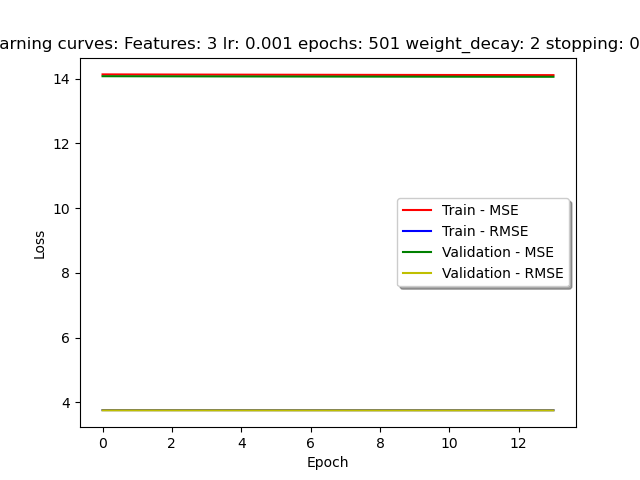 arning curves: Features: 3 lr: 0.001 epochs: 501 weight_decay: 2 stopping: 0
14
12
10
8
6
4
Loss
Train - MSE
Train - RMSE
Validation - MSE
Validation - RMSE
0 2 4 6 8 10 12
Epoch